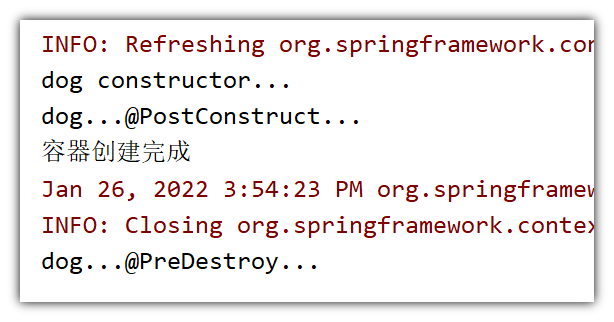 INFO: Refreshing org.springframework.con
dog constructor...
dog...@PostConstruct...
容器创建完成
Jan 26, 2022 3:54:23 PM org.springframew
INFO: Closing org.springframework.contex
dog...@PreDestroy...